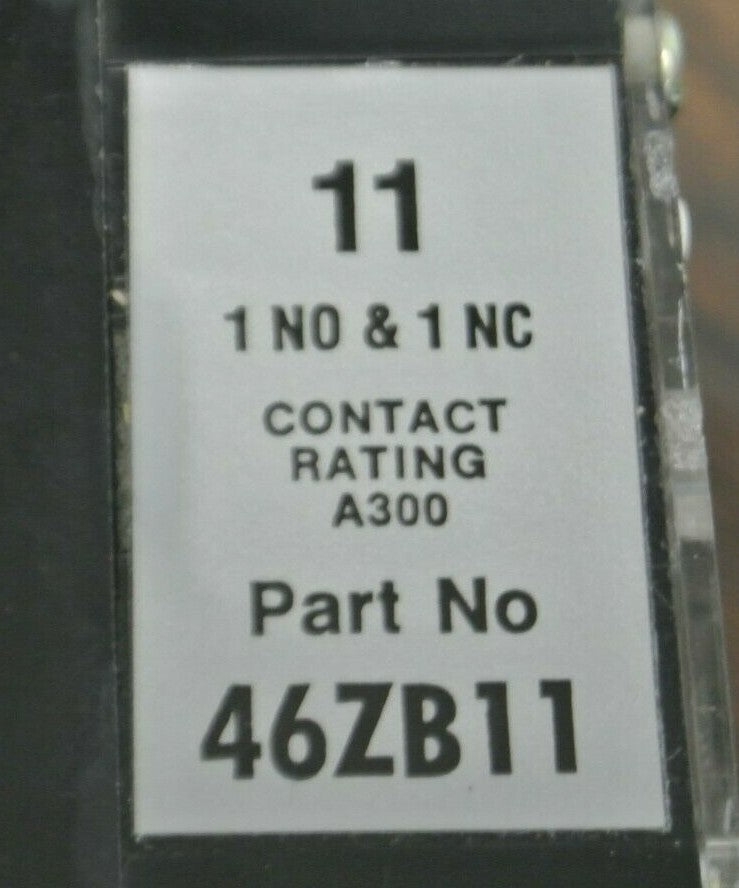 11
1 NO & 1 NC
CONTACT
RATING
A300
Part No
46ZB11